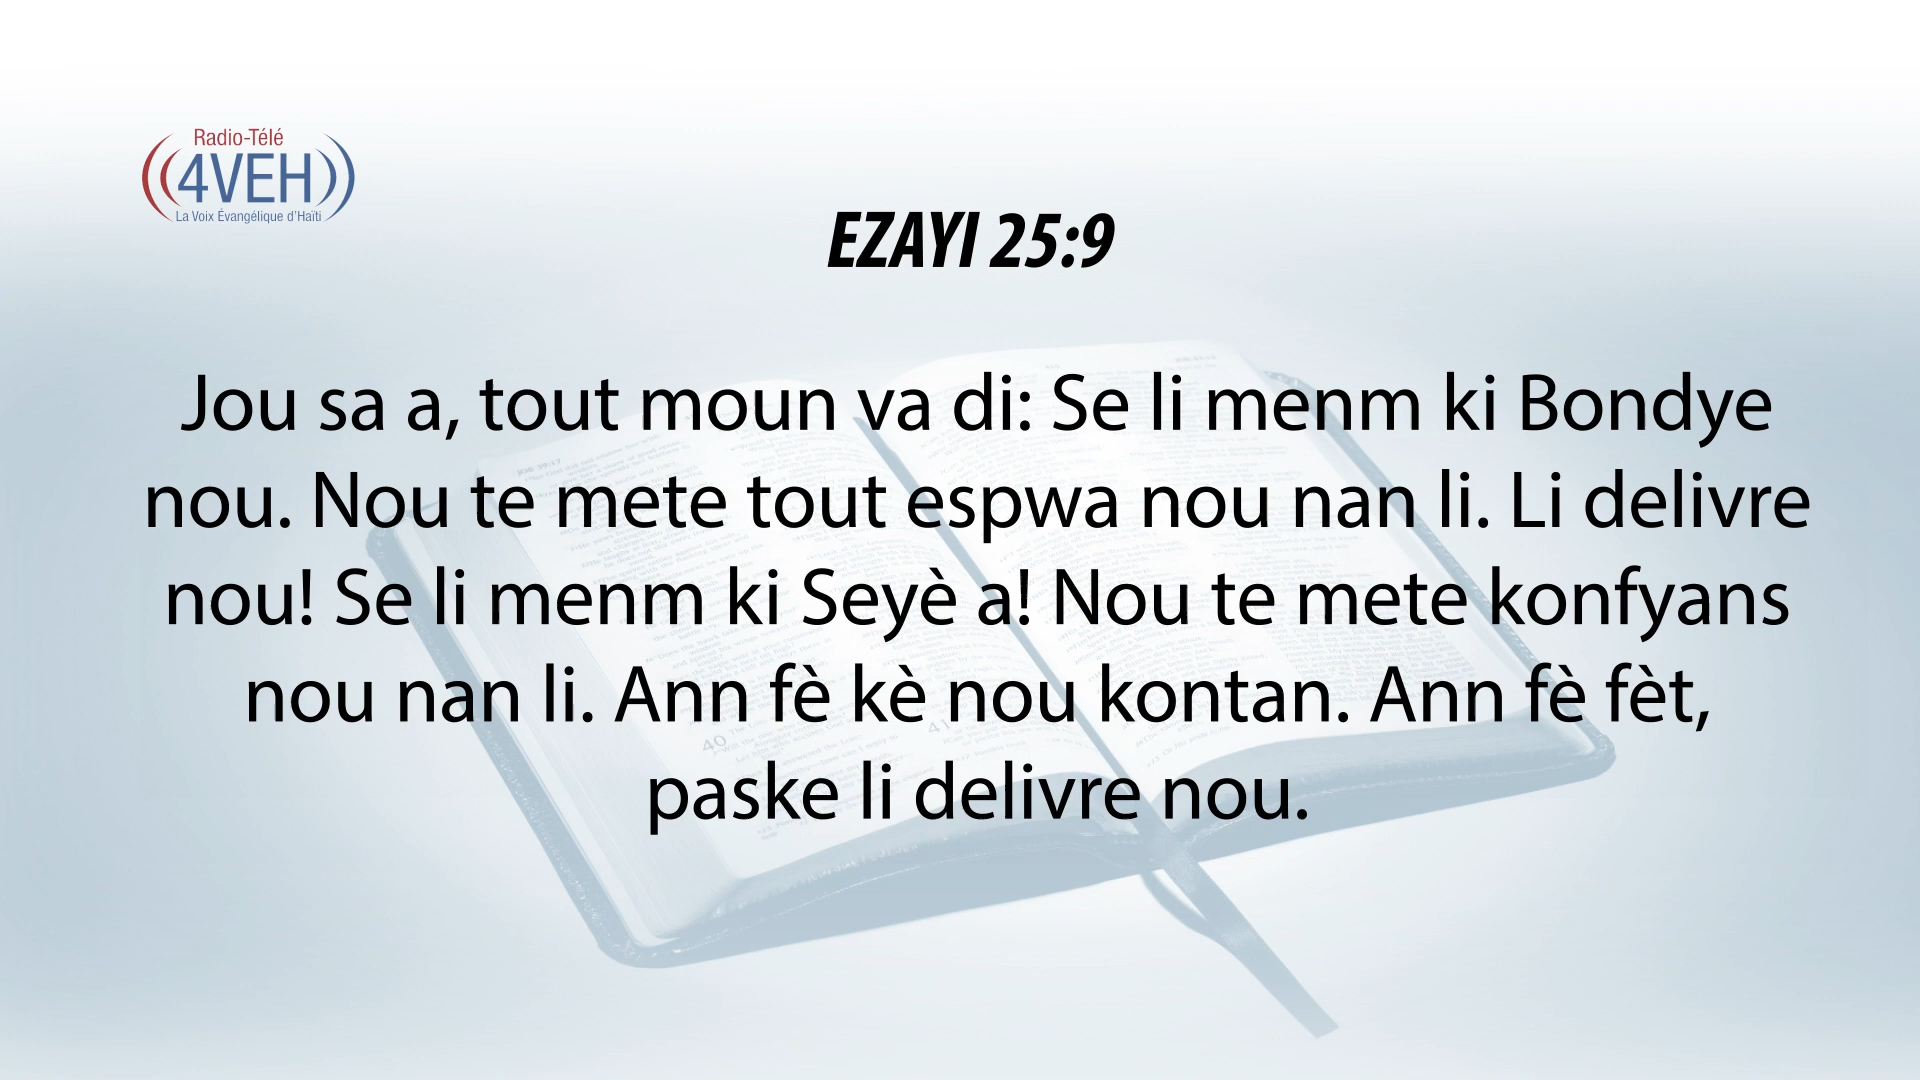 Radio-Télé
4VEH
La Voix Évangélique d'Haïti
EZAYI 25:9
Jou sa a, tout moun va di: Se li menm ki Bondye
nou. Nou te mete tout espwa nou nan li. Li delivre
nou! Se li menm ki Seyè a! Nou te mete konfyans
nou nan li. Ann fè kè nou kontan. Ann fè fèt,
paske li delivre nou.
40
41